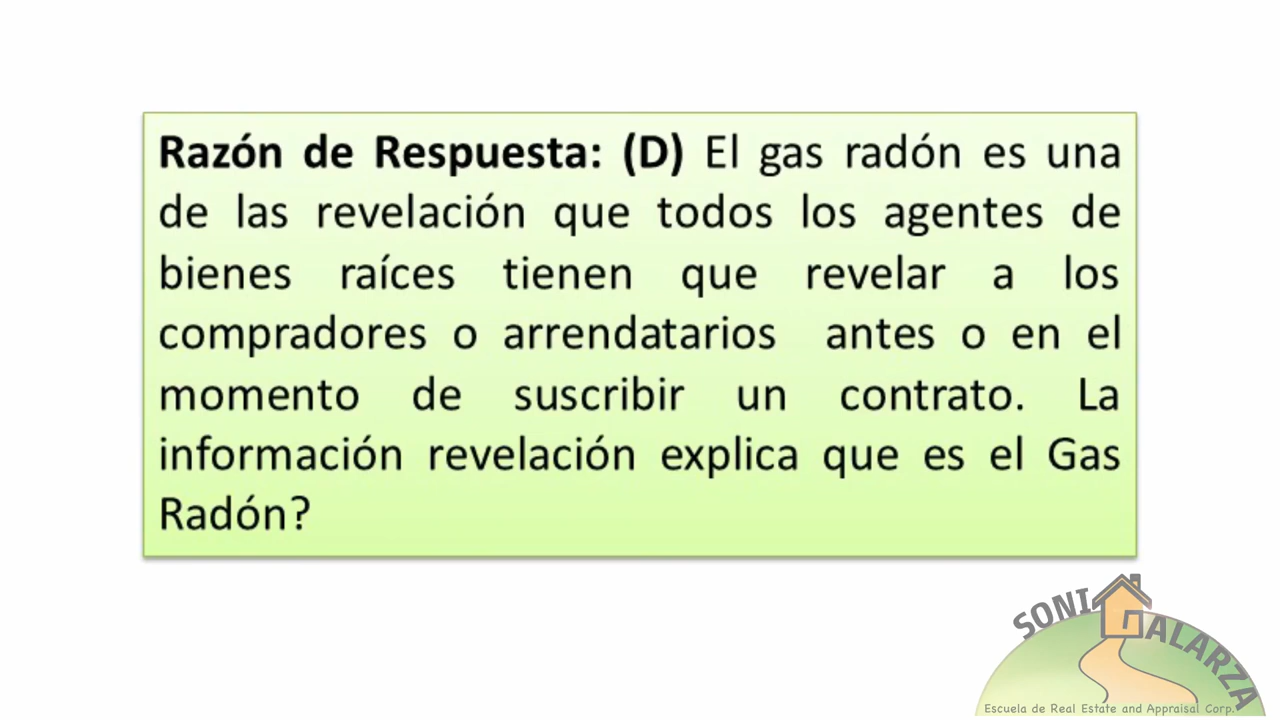 Razón de Respuesta: (D) El gas radón es una
de las revelación que todos los agentes de
bienes raíces tienen que revelar a los
compradores o arrendatarios antes o en el
momento de suscribir un contrato. La
información revelación explica que es el Gas
Radón?
SONIA GALARZA
Escuela de Real Estate and Appraisal Corp.